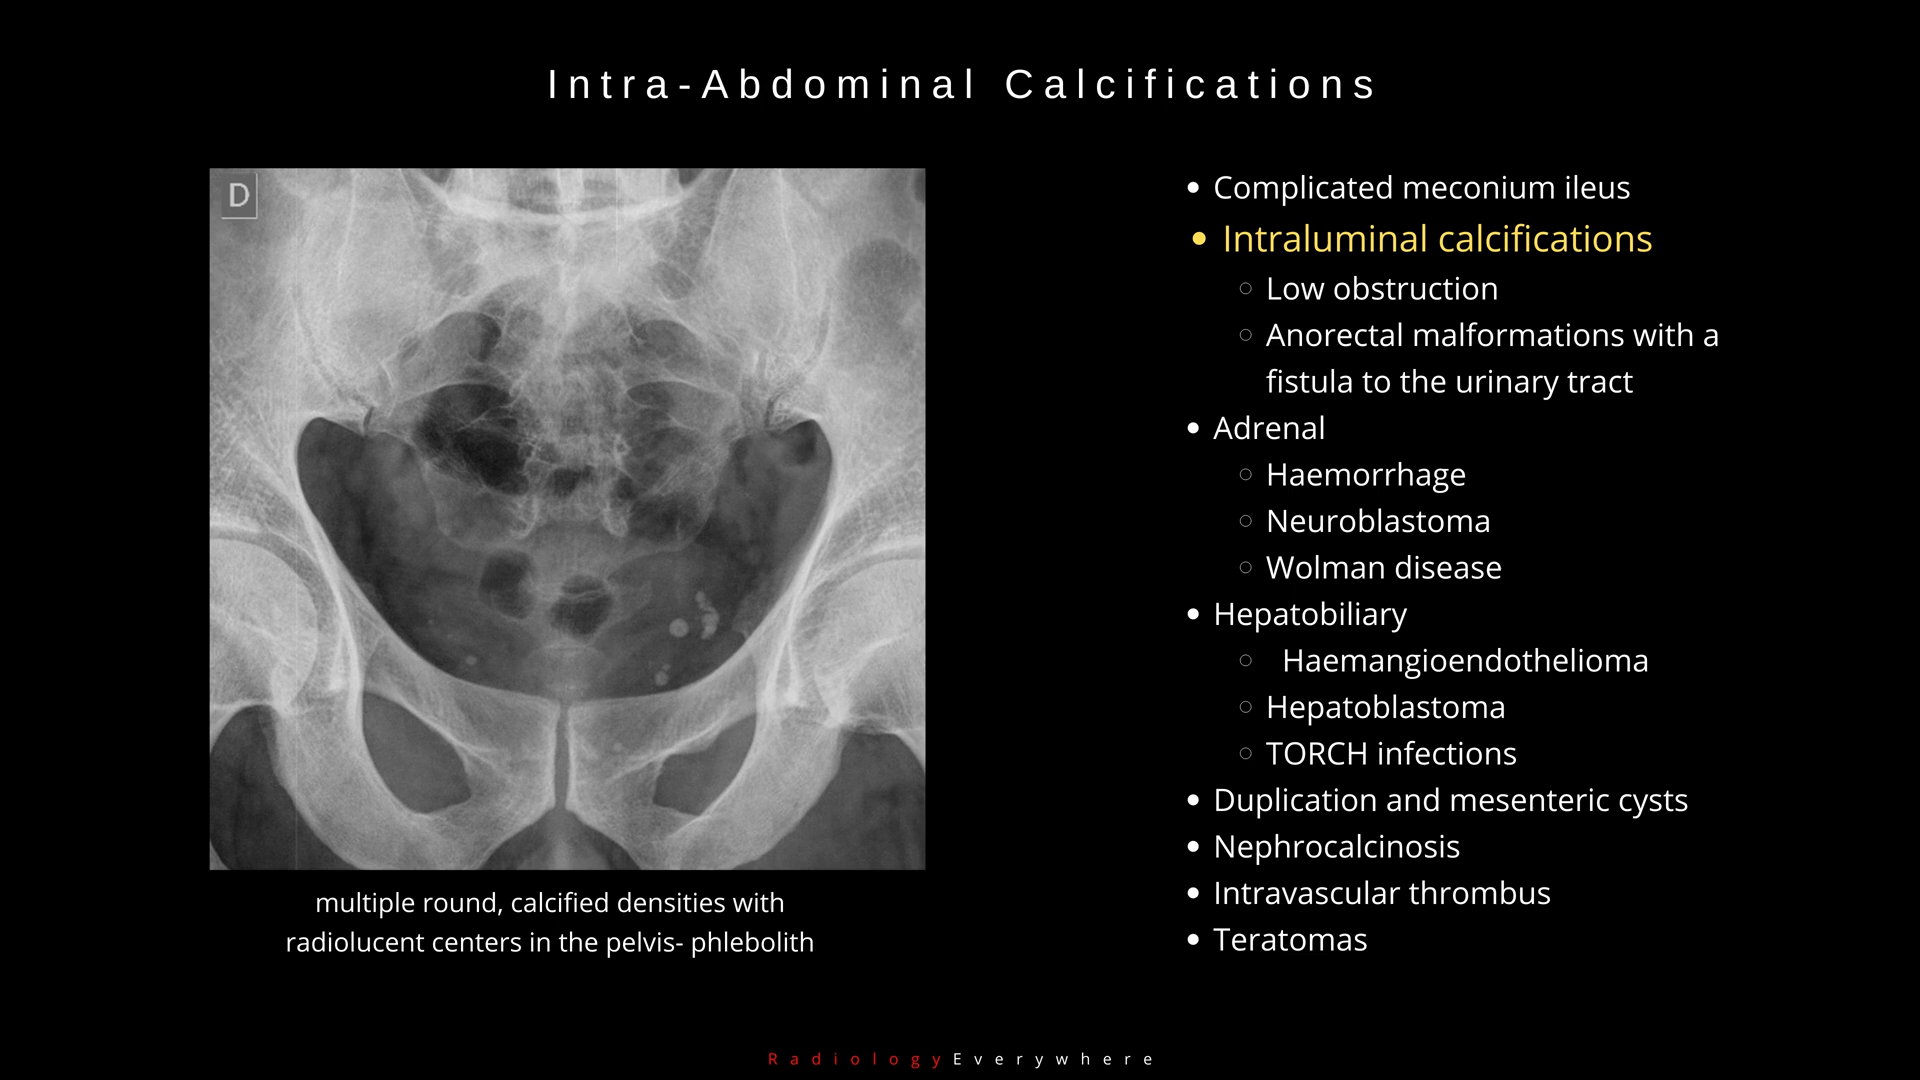 Intra-Abdominal Calcifications
D
multiple round, calcified densities with
radiolucent centers in the pelvis- phlebolith
Complicated meconium ileus
Intraluminal calcifications
Low obstruction
Anorectal malformations with a
fistula to the urinary tract
Adrenal
Haemorrhage
Neuroblastoma
Wolman disease
Hepatobiliary
Haemangioendothelioma
Hepatoblastoma
TORCH infections
Duplication and mesenteric cysts
Nephrocalcinosis
Intravascular thrombus
Teratomas
RadiologyEverywhere